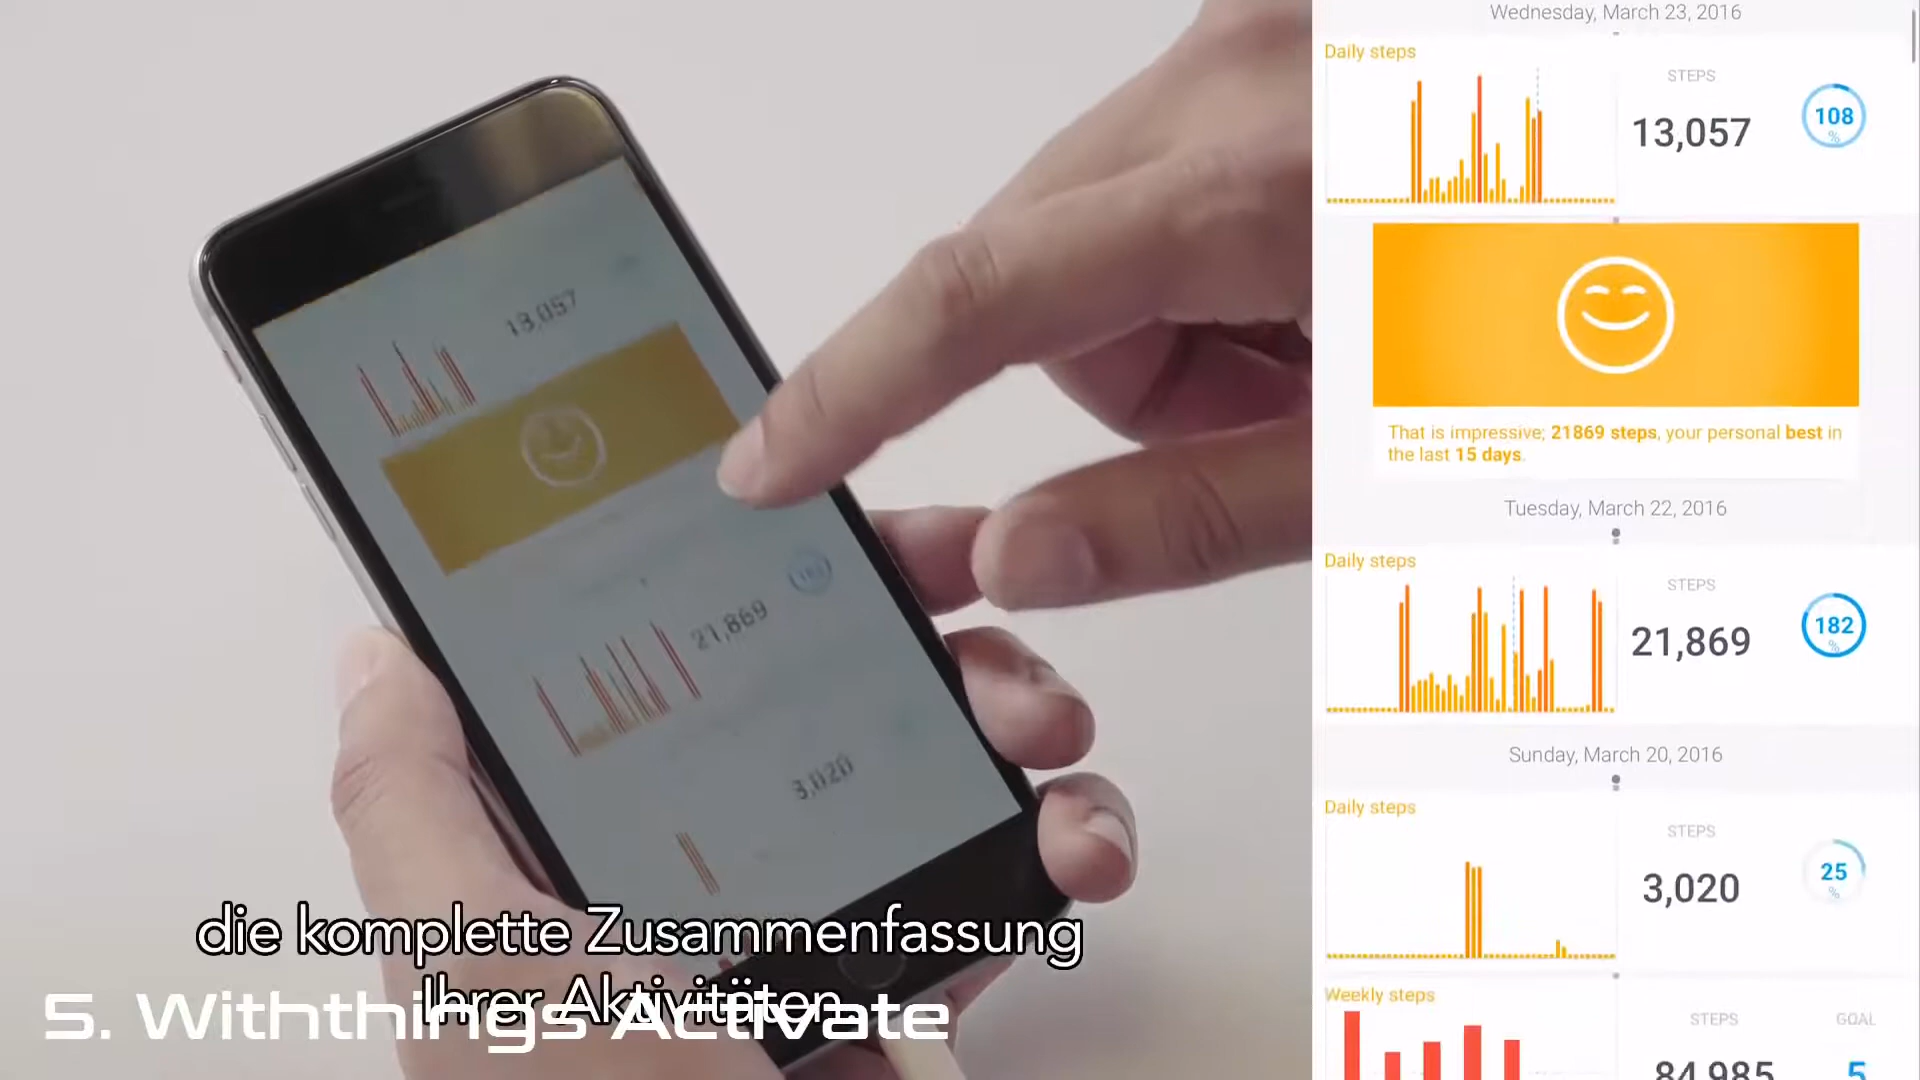 13,057
21,869
3,020
die komplette Zusammenfassung
Ihrer Aktivitäten.
5. Withthings Activate
Wednesday, March 23, 2016
Daily steps
STEPS
13,057
108
%
That is impressive; 21869 steps, your personal best in
the last 15 days.
Tuesday, March 22, 2016
Daily steps
STEPS
21,869
182
%
Sunday, March 20, 2016
Daily steps
STEPS
3,020
25
%
Weekly steps
STEPS
GOAL
84,985
5